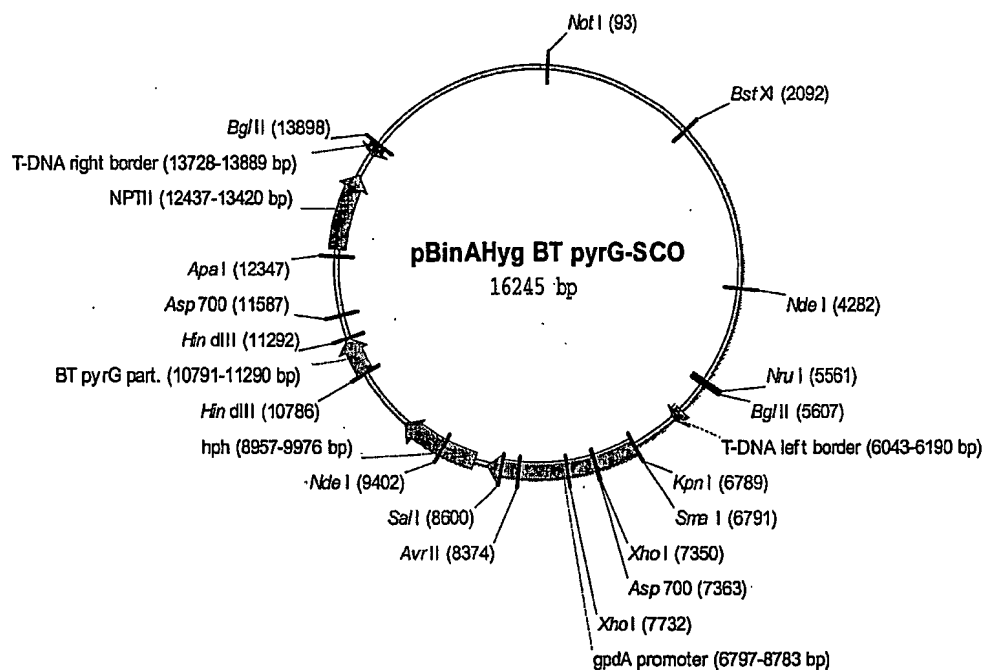 Not I (93)
Bst XI (2092)
Bgl II (13898)
T-DNA right border (13728-13889 bp)
NPTII (12437-13420 bp)
pBinAHyg BT pyrG-SCO
16245 bp
Apa I (12347)
Asp 700 (11587)
Nde I (4282)
Hin dIII (11292)
BT pyrG part. (10791-11290 bp)
Nru I (5561)
Hin dIII (10786)
Bgl II (5607)
hph (8957-9976 bp)
T-DNA left border (6043-6190 bp)
Nde I (9402)
Kpn I (6789)
Sal I (8600)
Sma I (6791)
Avr II (8374)
Xho I (7350)
Asp 700 (7363)
Xho I (7732)
gpdA promoter (6797-8783 bp)